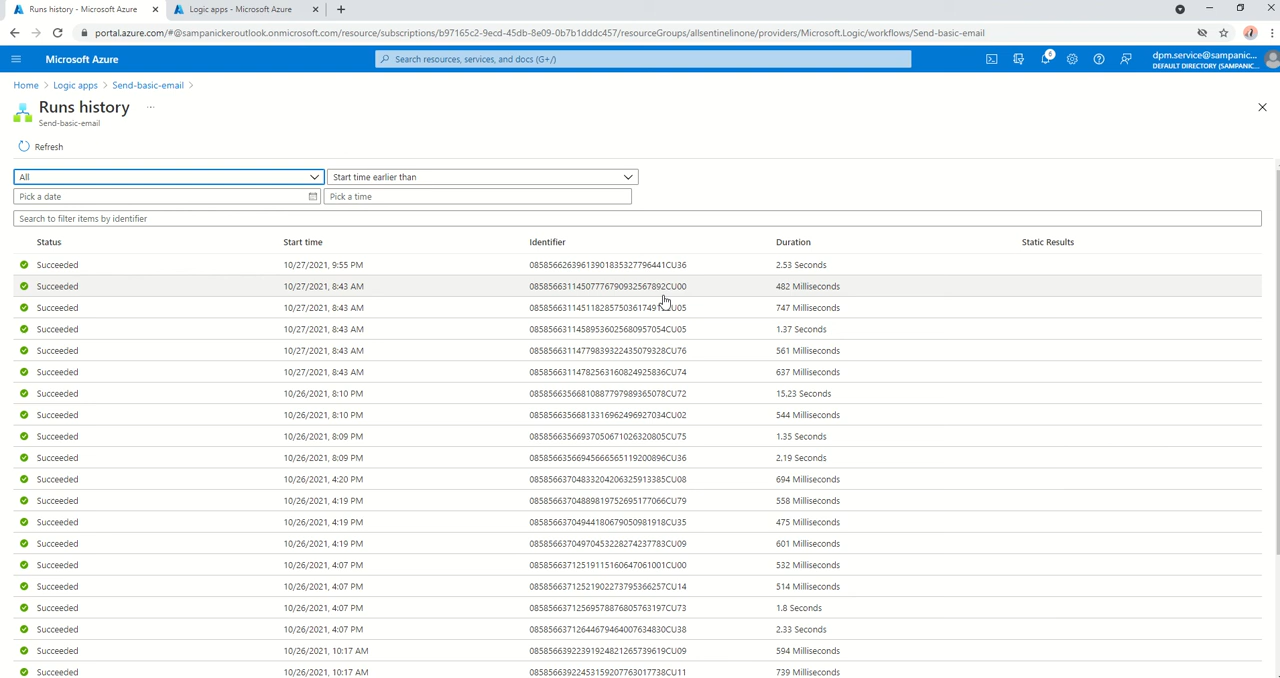 Runs history - Microsoft Azure
Logic apps - Microsoft Azure
portal.azure.com/#@sampanickeroutlook.onmicrosoft.com/resource/subscriptions/b97165c2-9ecd-45db-8e09-0b7b1dddc457/resourceGroups/allsentinelinone/providers/Microsoft.Logic/workflows/Send-basic-email
Microsoft Azure
Search resources, services, and docs (G+/)
6
dpm.service@sampanic...
DEFAULT DIRECTORY (SAMPANIC...
Home > Logic apps > Send-basic-email >
Runs history ...
Send-basic-email
Refresh
All Start time earlier than
Pick a date Pick a time
Search to filter items by identifier
Status Start time Identifier Duration Static Results
Succeeded 10/27/2021, 9:55 PM 08585662639613901835327796441CU36 2.53 Seconds
Succeeded 10/27/2021, 8:43 AM 08585663114507776790932567892CU00 482 Milliseconds
Succeeded 10/27/2021, 8:43 AM 747 Milliseconds
Succeeded 10/27/2021, 8:43 AM 08585663114589536025680957054CU05 1.37 Seconds
Succeeded 10/27/2021, 8:43 AM 08585663114779839322435079328CU76 561 Milliseconds
Succeeded 10/27/2021, 8:43 AM 08585663114782563160824925836CU74 637 Milliseconds
Succeeded 10/26/2021, 8:10 PM 08585663566810887797989365078CU72 15.23 Seconds
Succeeded 10/26/2021, 8:10 PM 08585663566813316962496927034CU02 544 Milliseconds
Succeeded 10/26/2021, 8:09 PM 08585663566937050671026320805CU75 1.35 Seconds
Succeeded 10/26/2021, 8:09 PM 08585663566945666565119200896CU36 2.19 Seconds
Succeeded 10/26/2021, 4:20 PM 08585663704833204206325913385CU08 694 Milliseconds
Succeeded 10/26/2021, 4:19 PM 08585663704889819752695177066CU79 558 Milliseconds
Succeeded 10/26/2021, 4:19 PM 08585663704944180679050981918CU35 475 Milliseconds
Succeeded 10/26/2021, 4:19 PM 08585663704970453228274237783CU09 601 Milliseconds
Succeeded 10/26/2021, 4:07 PM 08585663712519115160647061001CU00 532 Milliseconds
Succeeded 10/26/2021, 4:07 PM 08585663712521902273795366257CU14 514 Milliseconds
Succeeded 10/26/2021, 4:07 PM 08585663712569578876805763197CU73 1.8 Seconds
Succeeded 10/26/2021, 4:07 PM 08585663712644679464007634830CU38 2.33 Seconds
Succeeded 10/26/2021, 10:17 AM 08585663922391924821265739619CU09 594 Milliseconds
Succeeded 10/26/2021, 10:17 AM 08585663922453159207763017738CU11 739 Milliseconds